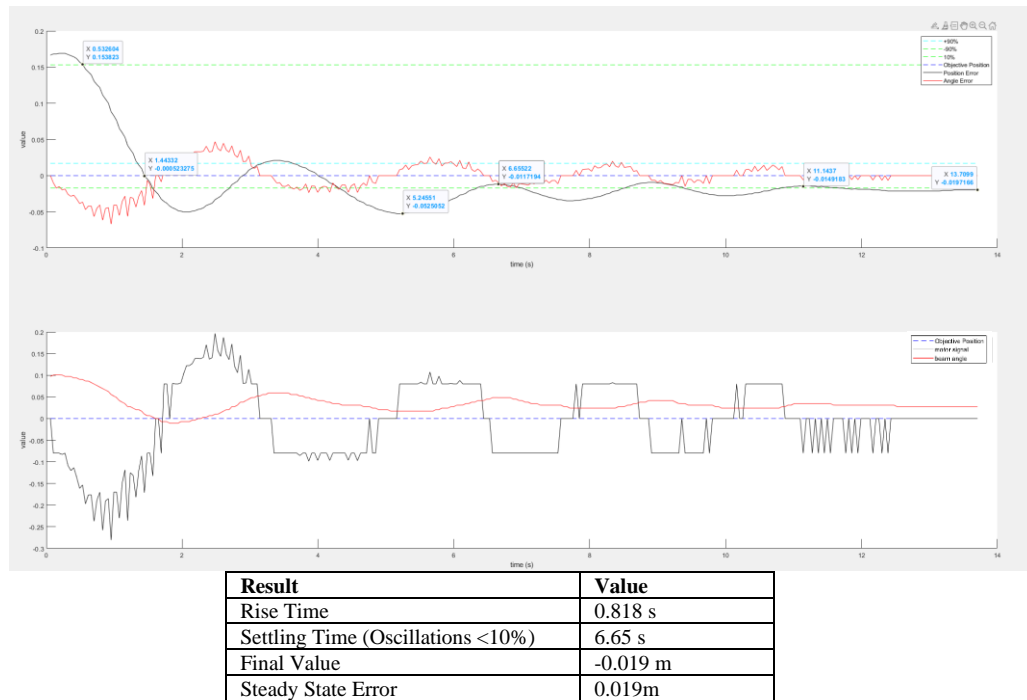 0.2
0.15
0.1
0.05
0
-0.05
-0.1
value
0 2 4 6 8 10 12 14
time (s)
X 0.532604
Y 0.153823
X 1.44332
Y -0.000523275
X 5.24551
Y -0.0525052
X 6.65522
Y -0.0117194
X 11.1437
Y -0.0149183
X 13.7099
Y -0.0197166
+90%
-90%
10%
Objective Position
Position Error
Angle Error
0.2
0.15
0.1
0.05
0
-0.05
-0.1
-0.15
-0.2
-0.25
-0.3
value
0 2 4 6 8 10 12 14
time (s)
Objective Position
motor signal
beam angle
Result Value
Rise Time 0.818 s
Settling Time (Oscillations <10%) 6.65 s
Final Value -0.019 m
Steady State Error 0.019m